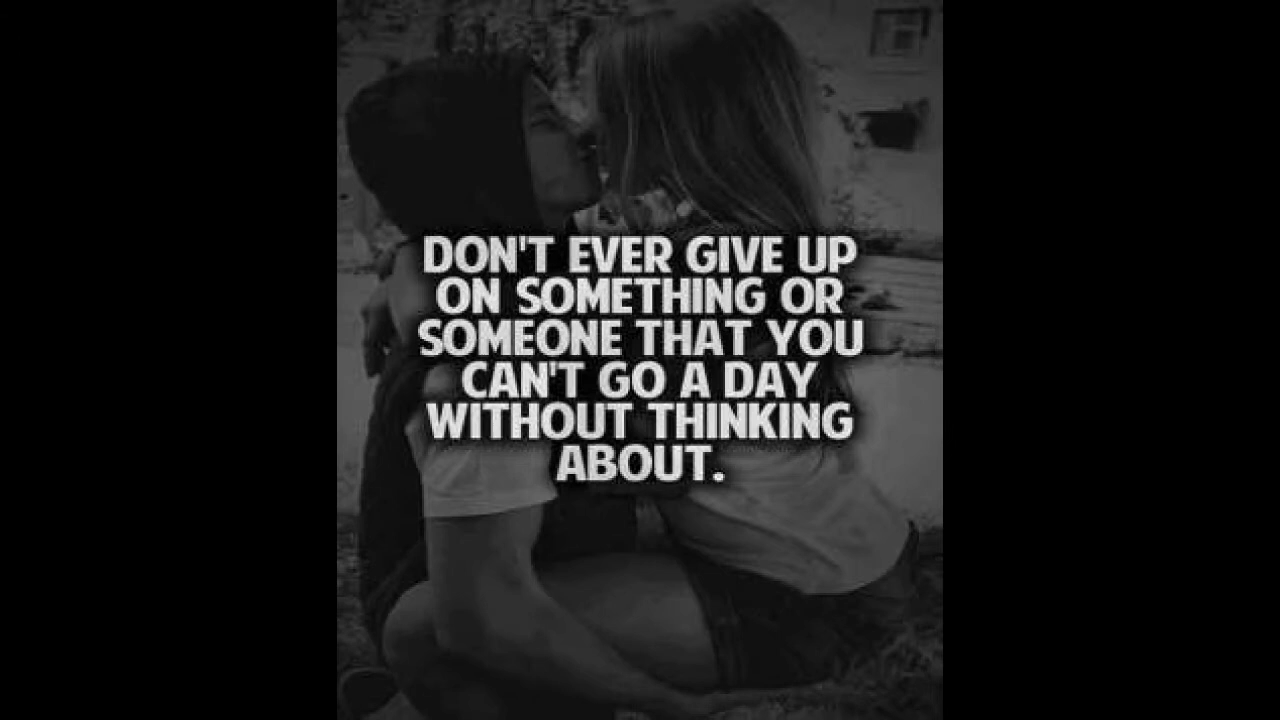 DON'T EVER GIVE UP
ON SOMETHING OR
SOMEONE THAT YOU
CAN'T GO A DAY
WITHOUT THINKING
ABOUT.